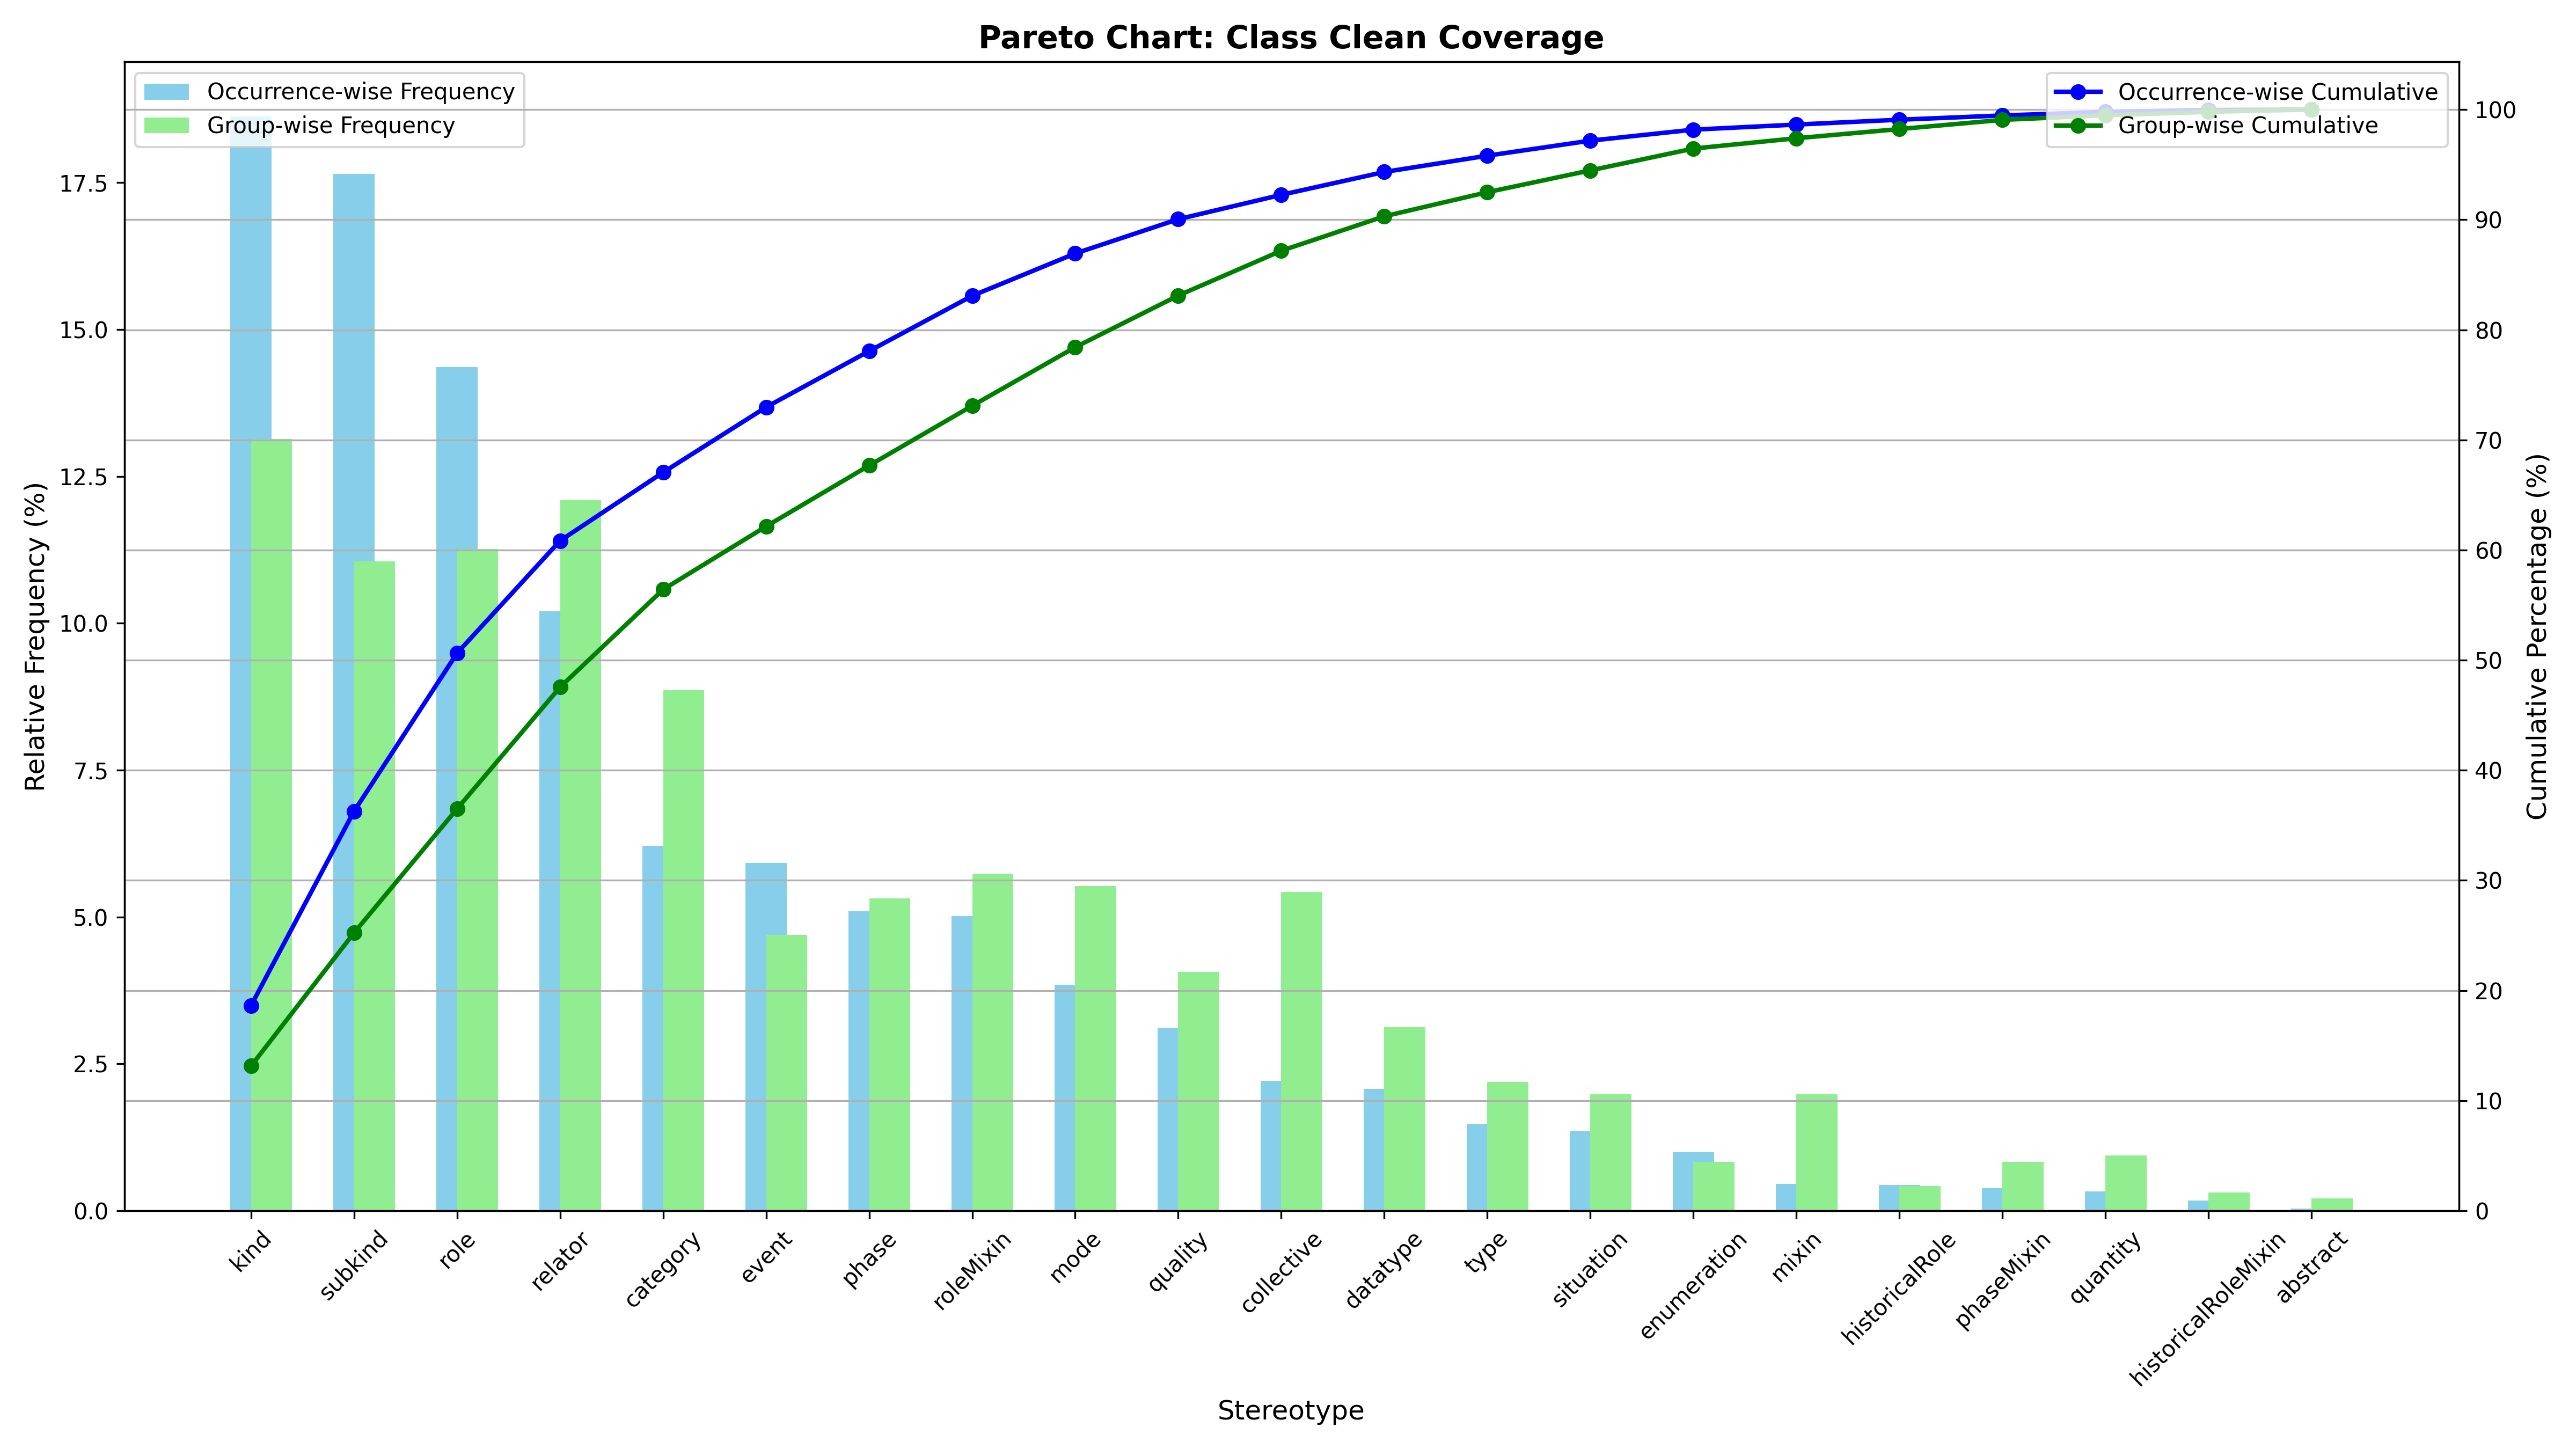 Pareto Chart: Class Clean Coverage
Occurrence-wise Frequency
Group-wise Frequency
Occurrence-wise Cumulative
Group-wise Cumulative
Relative Frequency (%)
17.5
15.0
12.5
10.0
7.5
5.0
2.5
0.0
100
90
80
70
60
50
40
30
20
10
0
Cumulative Percentage (%)
kind
subkind
role
relator
category
event
phase
roleMixin
mode
quality
collective
datatype
type
situation
enumeration
mixin
historicalRole
phaseMixin
quantity
historicalRoleMixin
abstract
Stereotype